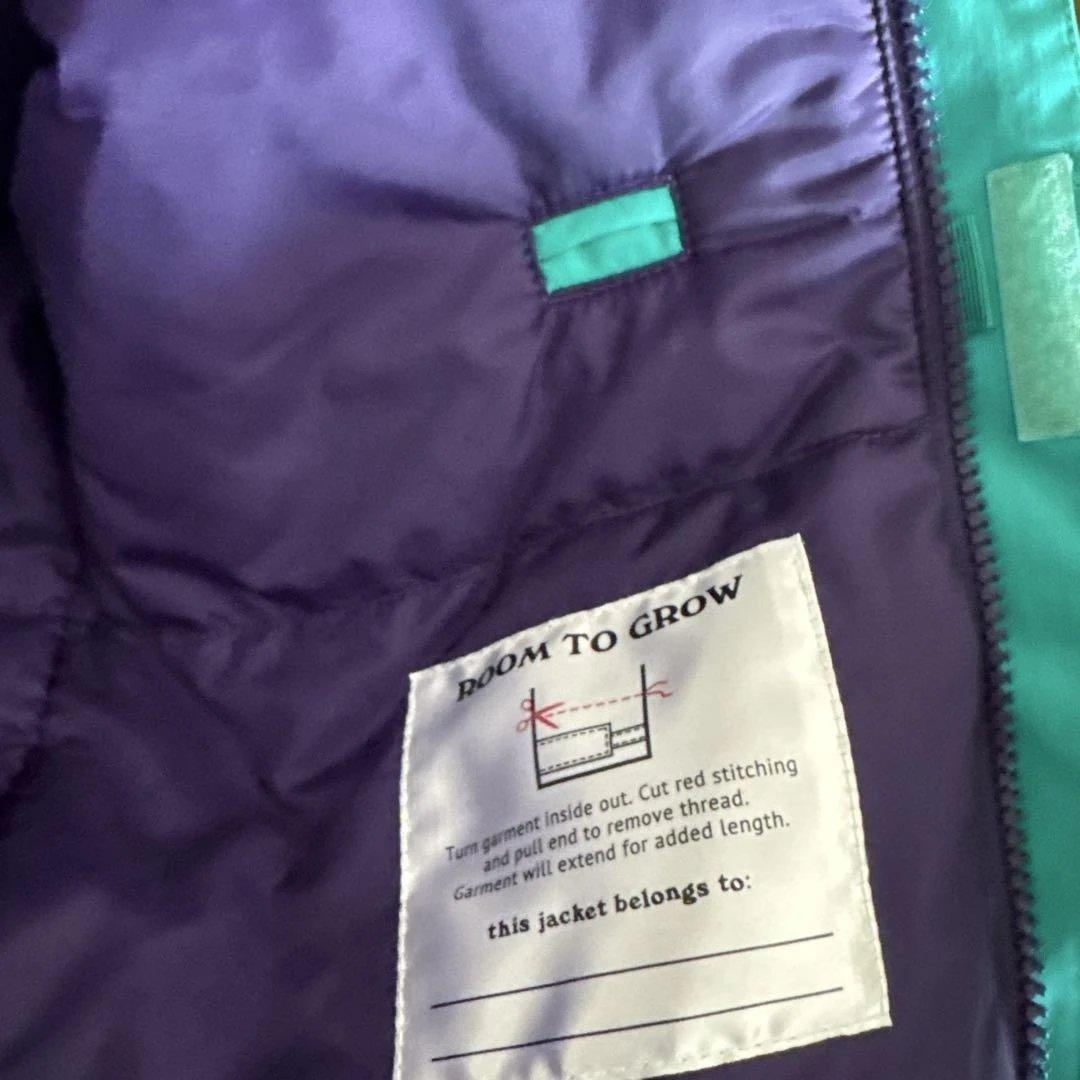 ROOM TO GROW
Turn garment inside out. Cut red stitching
and pull end to remove thread.
Garment will extend for added length.
this jacket belongs to: